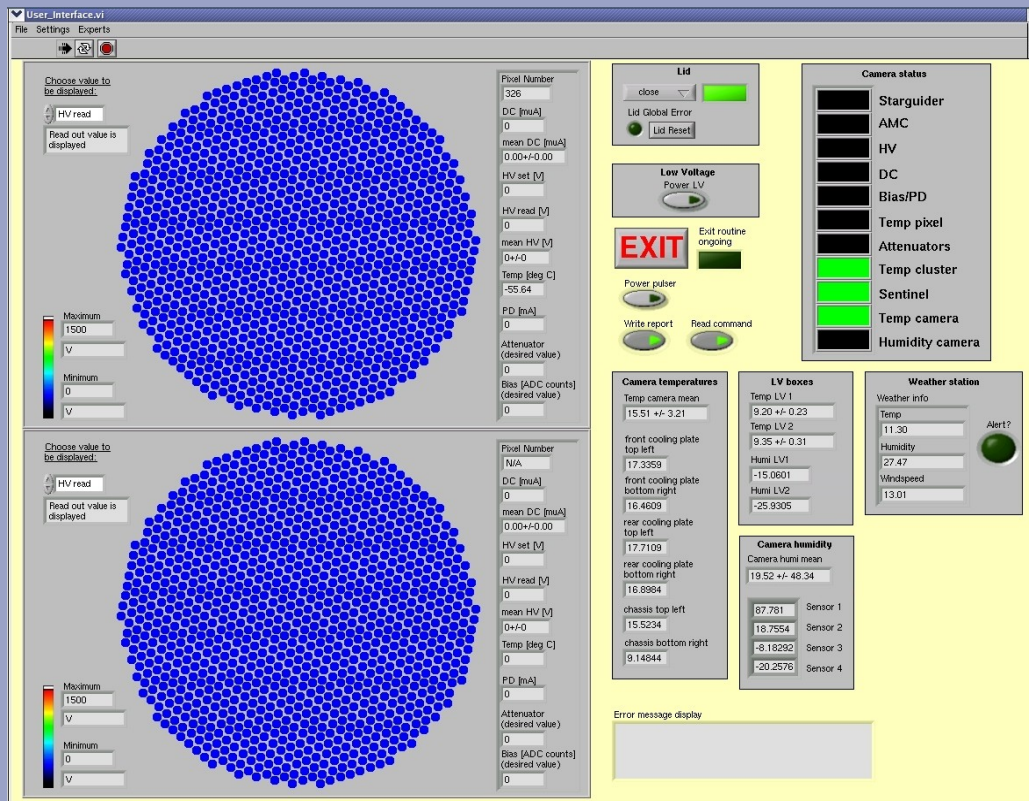 User_Interface.vi
File Settings Experts
Choose value to
be displayed:
HV read
Read out value is
displayed
Maximum
1500
V
Minimum
0
V
Pixel Number
326
DC [muA]
0
mean DC [muA]
0.00+/-0.00
HV set [V]
0
HV read [V]
0
mean HV [V]
0+/-0
Temp [deg C]
-55.64
PD [mA]
0
Attenuator
(desired value)
0
Bias [ADC counts]
(desired value)
0
Choose value to
be displayed:
HV read
Read out value is
displayed
Maximum
1500
V
Minimum
0
V
Pixel Number
N/A
DC [muA]
0
mean DC [muA]
0.00+/-0.00
HV set [V]
0
HV read [V]
0
mean HV [V]
0+/-0
Temp [deg C]
0
PD [mA]
0
Attenuator
(desired value)
0
Bias [ADC counts]
(desired value)
0
Lid
close
Lid Global Error
Lid Reset
Low Voltage
Power LV
EXIT
Exit routine
ongoing
Power pulser
Write report
Read command
Camera status
Starguider
AMC
HV
DC
Bias/PD
Temp pixel
Attenuators
Temp cluster
Sentinel
Temp camera
Humidity camera
Camera temperatures
Temp camera mean
15.51 +/- 3.21
front cooling plate
top left
17.3359
front cooling plate
bottom right
16.4609
rear cooling plate
top left
17.7109
rear cooling plate
bottom right
16.8984
chassis top left
15.5234
chassis bottom right
9.14844
LV boxes
Temp LV 1
9.20 +/- 0.23
Temp LV 2
9.35 +/- 0.31
Humi LV1
-15.0601
Humi LV2
-25.9305
Weather station
Weather info
Temp
11.30
Humidity
27.47
Windspeed
13.01
Alert?
Camera humidity
Camera humi mean
19.52 +/- 48.34
87.781 Sensor 1
18.7554 Sensor 2
-8.18292 Sensor 3
-20.2576 Sensor 4
Error message display